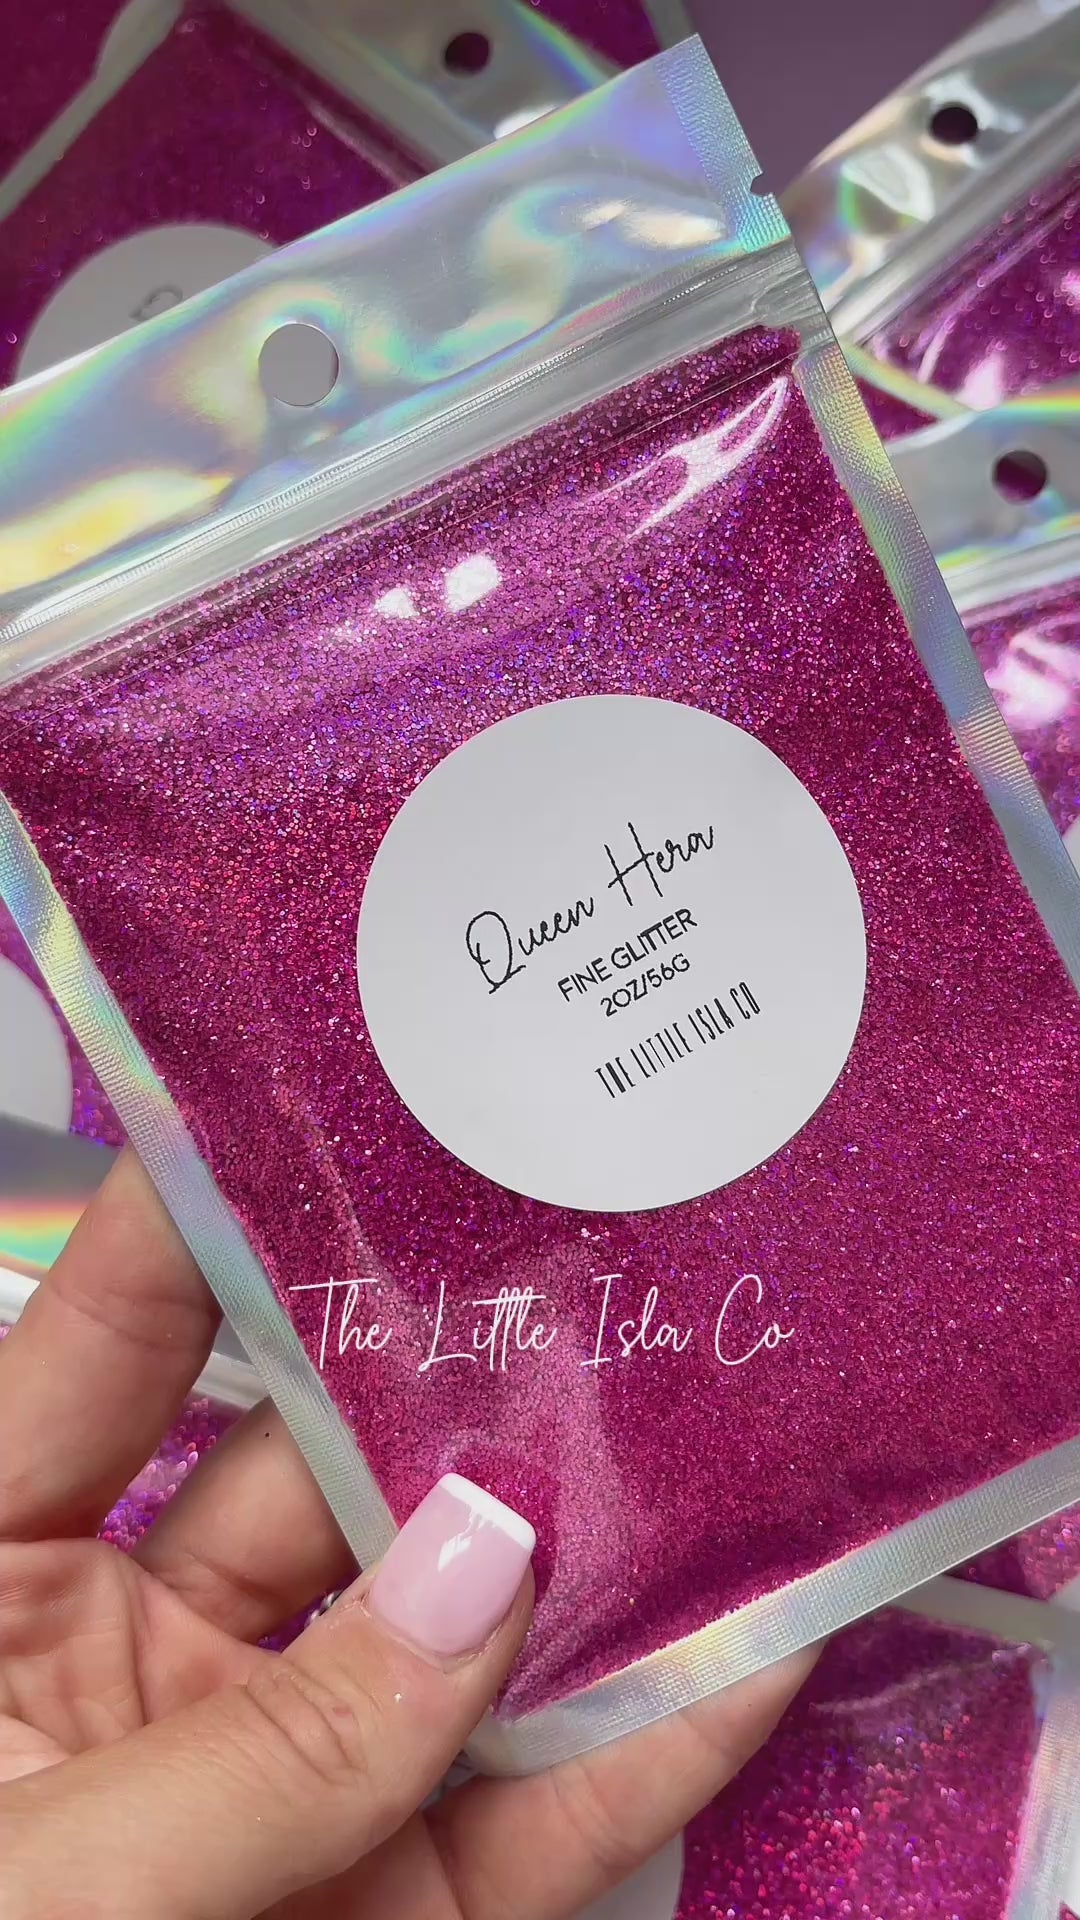 Queen Hera
FINE GLITTER
2OZ/56G
THE LITTLE ISLA CO
The Little Isla Co